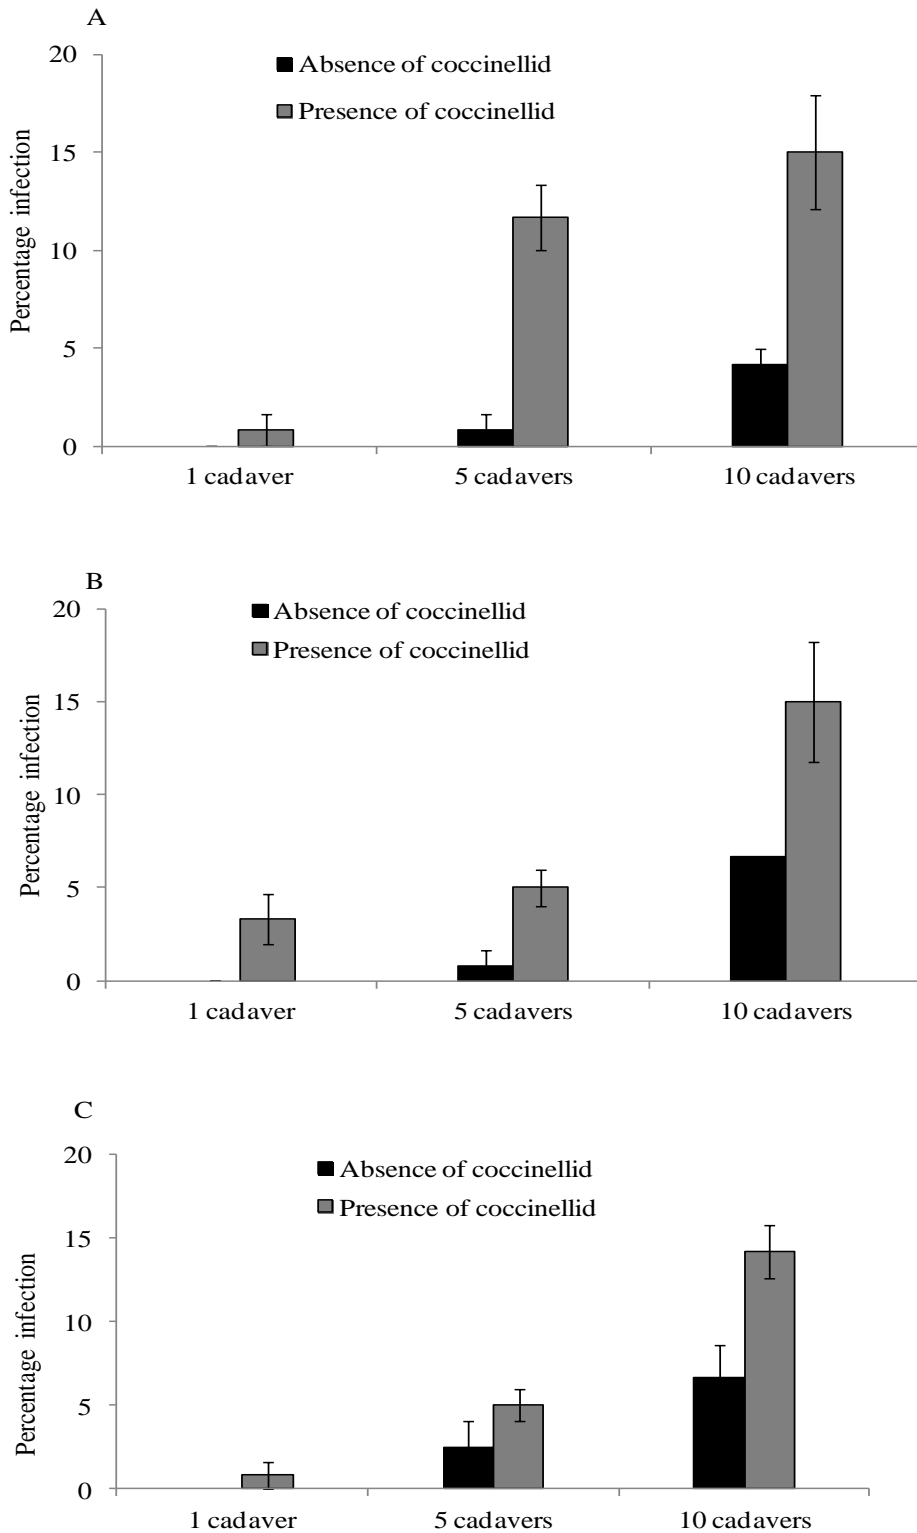 A
20
15
10
5
0
Percentage infection
Absence of coccinellid
Presence of coccinellid
1 cadaver 5 cadavers 10 cadavers
B
20
15
10
5
0
Percentage infection
Absence of coccinellid
Presence of coccinellid
1 cadaver 5 cadavers 10 cadavers
C
20
15
10
5
0
Percentage infection
Absence of coccinellid
Presence of coccinellid
1 cadaver 5 cadavers 10 cadavers